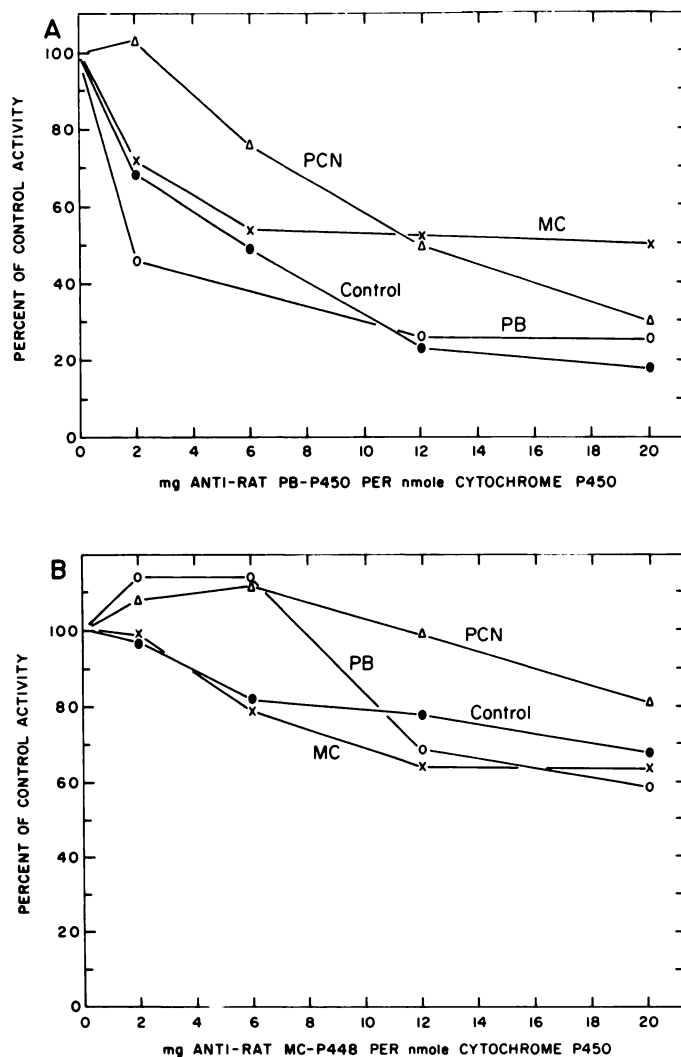 A
PERCENT OF CONTROL ACTIVITY
100
80
60
40
20
0
PCN
MC
Control
PB
0 2 4 6 8 10 12 14 16 18 20
mg ANTI-RAT PB-P450 PER nmole CYTOCHROME P450
B
PERCENT OF CONTROL ACTIVITY
100
80
60
40
20
0
PCN
PB
Control
MC
0 2 4 6 8 10 12 14 16 18 20
mg ANTI-RAT MC-P448 PER nmole CYTOCHROME P450